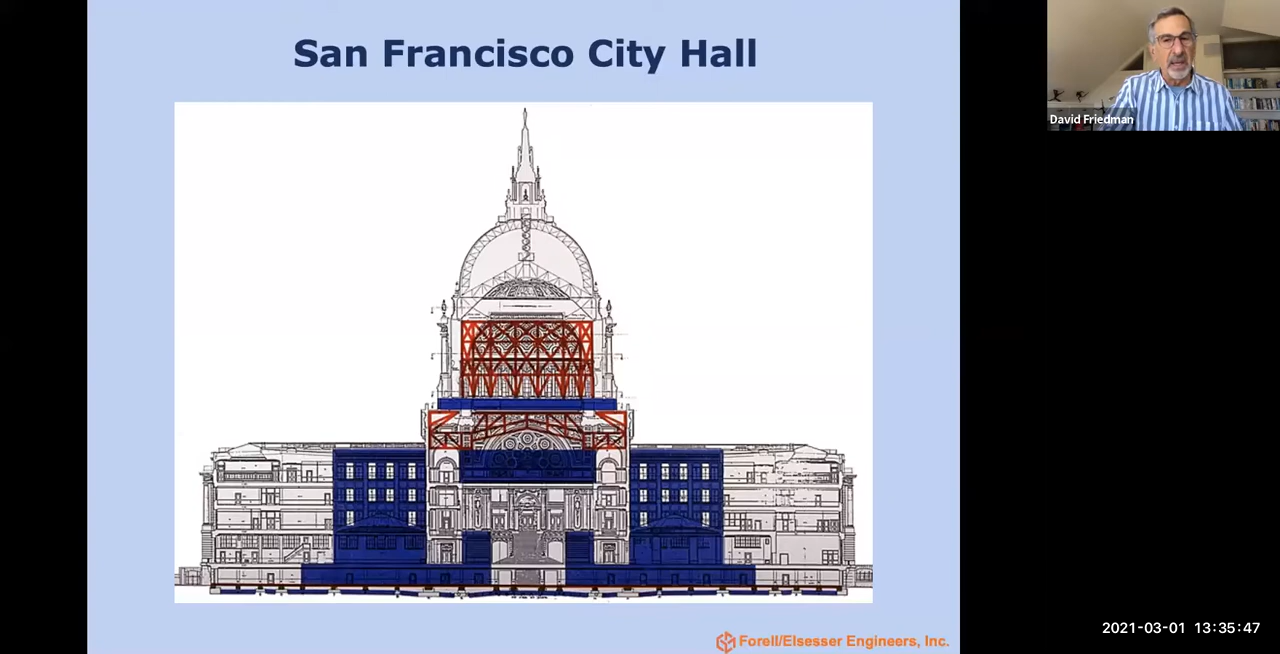 San Francisco City Hall
David Friedman
Forell/Elsesser Engineers, Inc.
2021-03-01 13:35:47